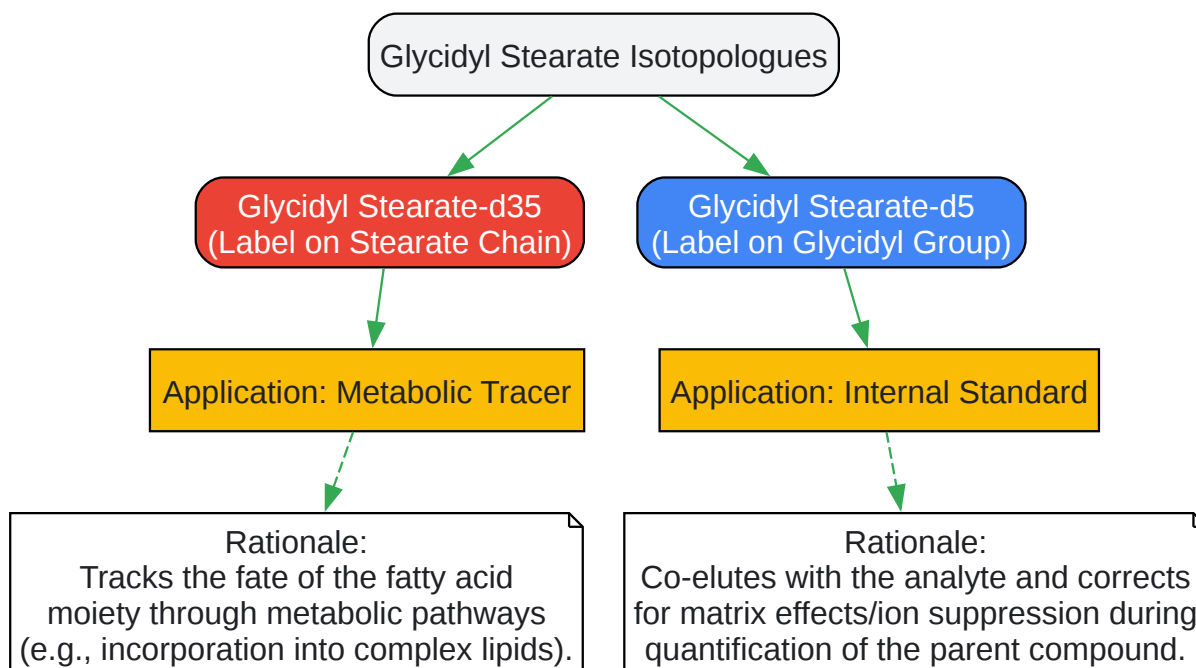 Glycidyl Stearate Isotopologues
Glycidyl Stearate-d35
(Label on Stearate Chain)
Glycidyl Stearate-d5
(Label on Glycidyl Group)
Application: Metabolic Tracer
Application: Internal Standard
Rationale:
Tracks the fate of the fatty acid
moiety through metabolic pathways
(e.g., incorporation into complex lipids).
Rationale:
Co-elutes with the analyte and corrects
for matrix effects/ion suppression during
quantification of the parent compound.